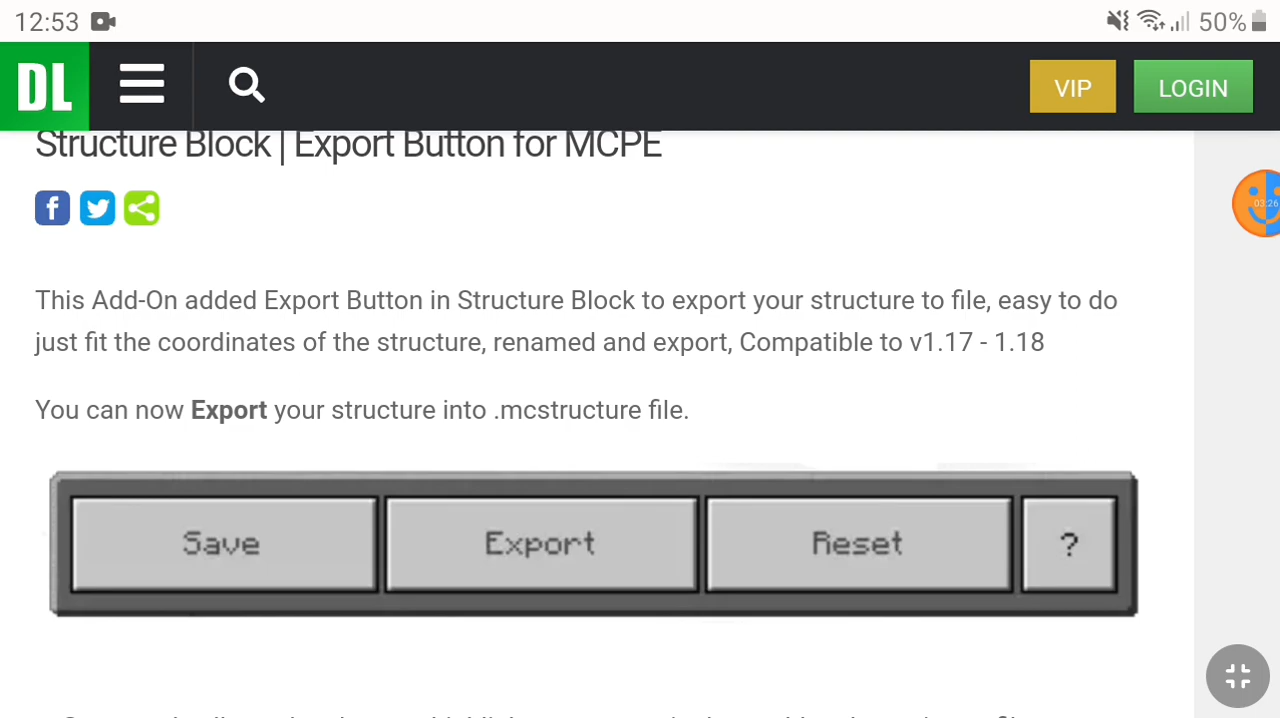 12:53
50%
DL
VIP
LOGIN
Structure Block | Export Button for MCPE
03:26
This Add-On added Export Button in Structure Block to export your structure to file, easy to do
just fit the coordinates of the structure, renamed and export, Compatible to v1.17 - 1.18
You can now Export your structure into .mcstructure file.
Save
Export
Reset
?